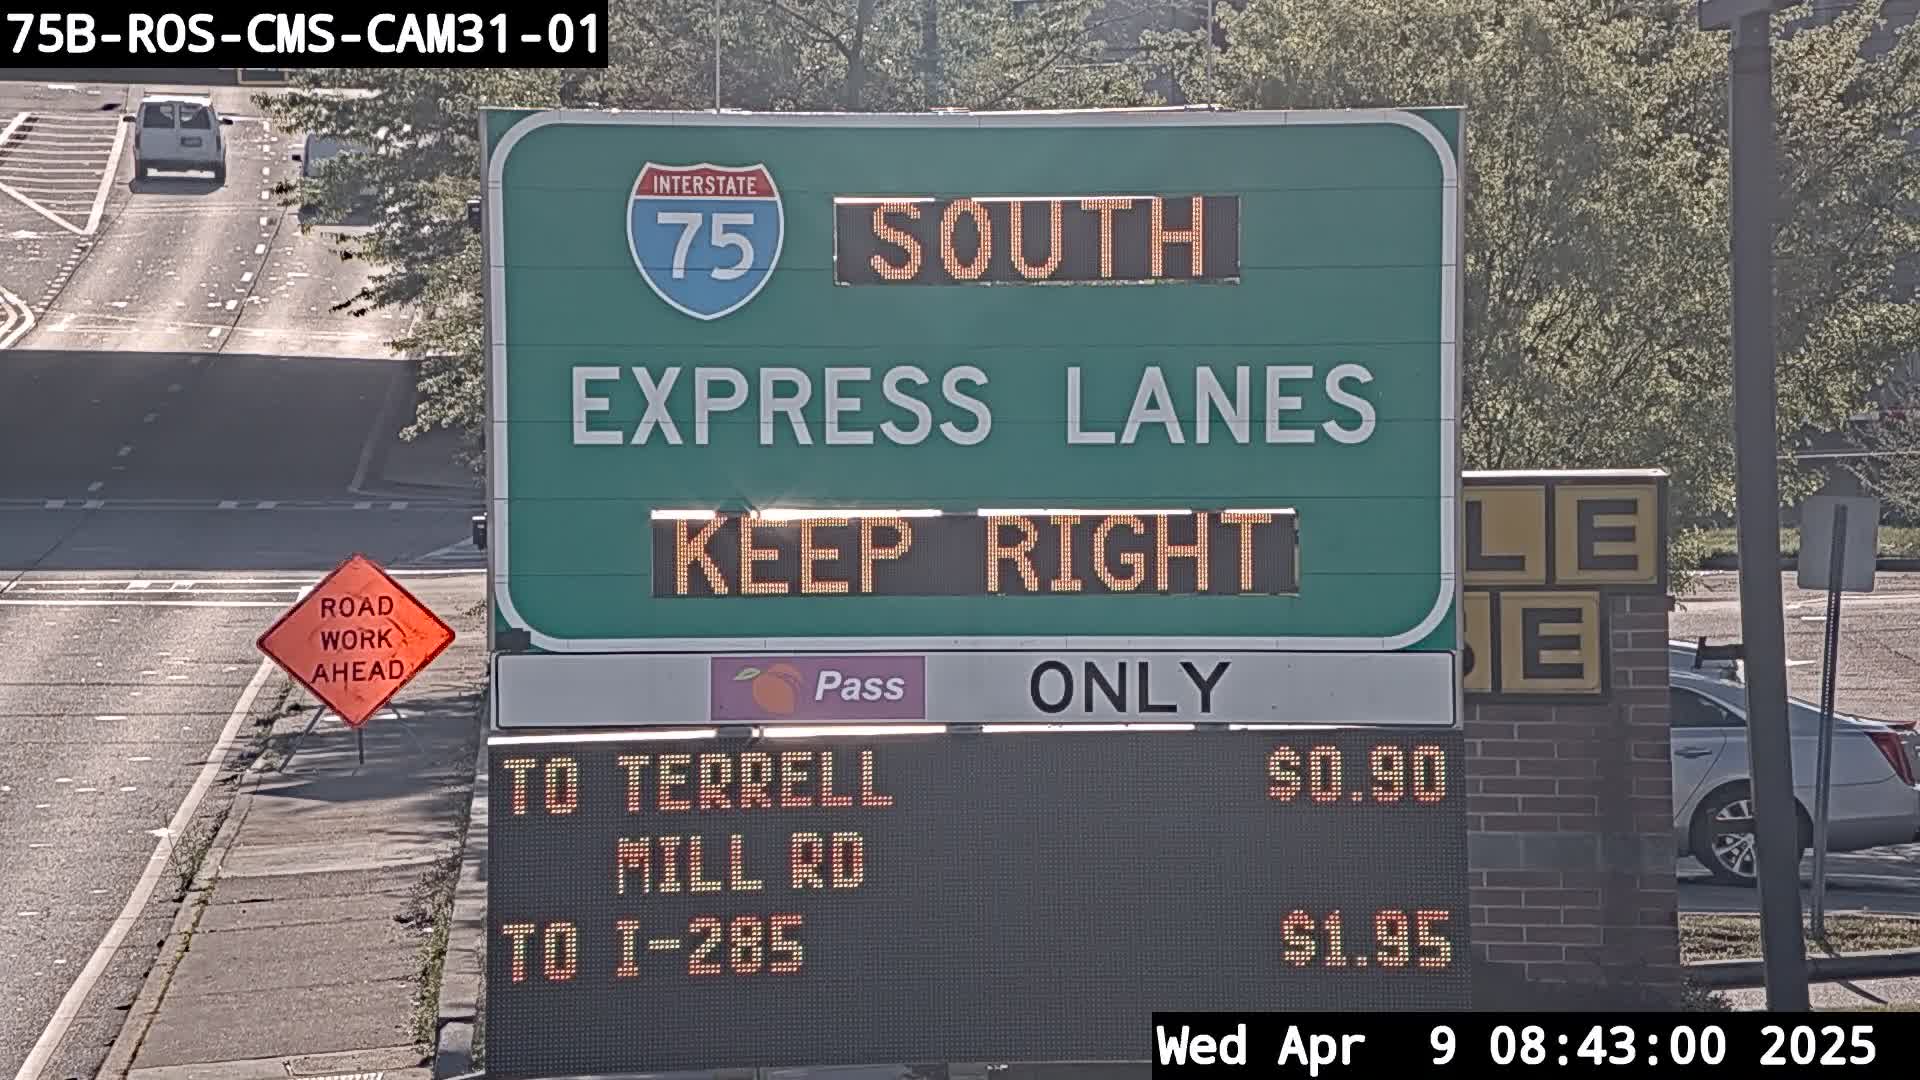 75B-ROS-CMS-CAM31-01
INTERSTATE
75
SOUTH
EXPRESS LANES
KEEP RIGHT
Pass ONLY
TO TERRELL $0.90
MILL RD
TO I-285 $1.95
ROAD
WORK
AHEAD
LE
E
Wed Apr 9 08:43:00 2025